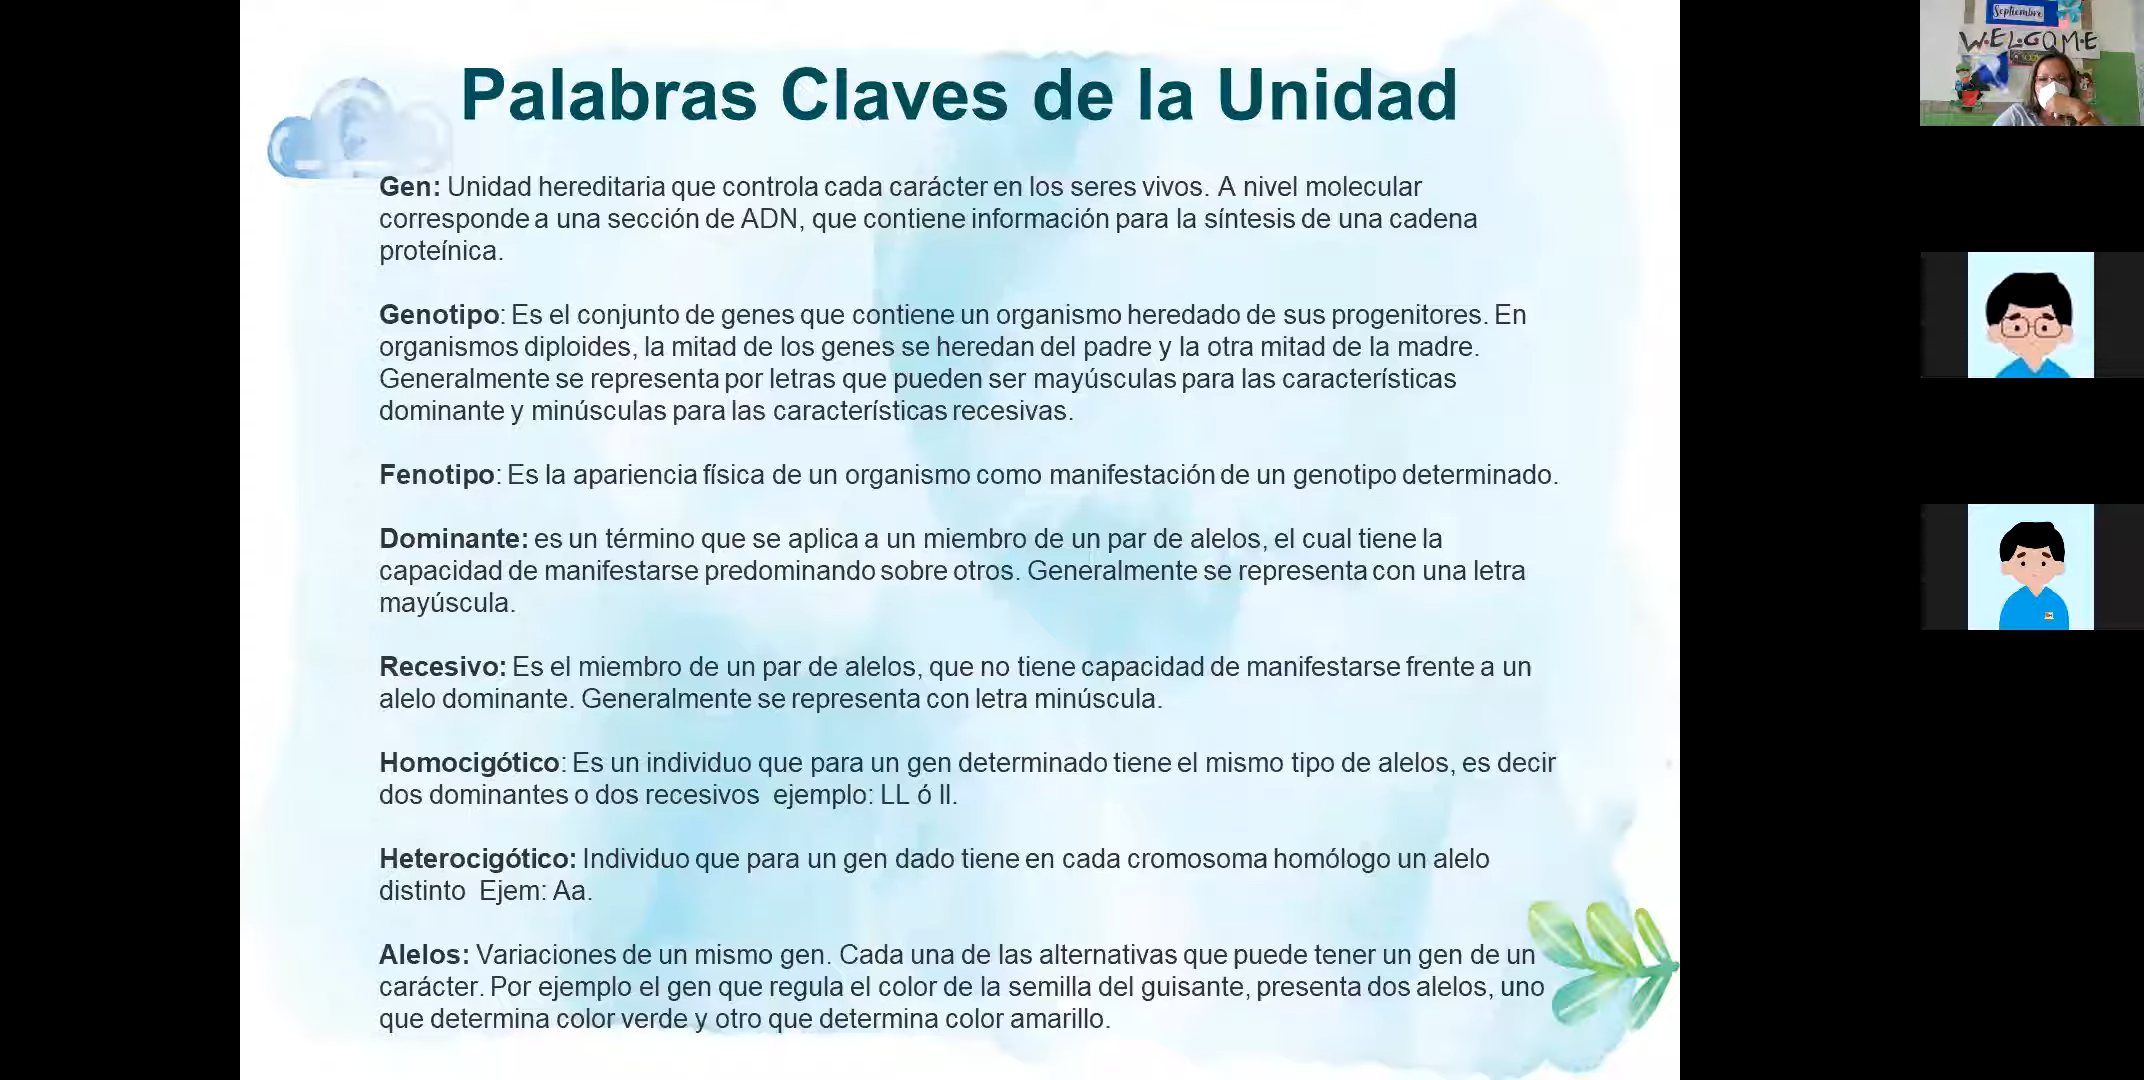 Palabras Claves de la Unidad
Gen: Unidad hereditaria que controla cada carácter en los seres vivos. A nivel molecular
corresponde a una sección de ADN, que contiene información para la síntesis de una cadena
proteínica.
Genotipo: Es el conjunto de genes que contiene un organismo heredado de sus progenitores. En
organismos diploides, la mitad de los genes se heredan del padre y la otra mitad de la madre.
Generalmente se representa por letras que pueden ser mayúsculas para las características
dominante y minúsculas para las características recesivas.
Fenotipo: Es la apariencia física de un organismo como manifestación de un genotipo determinado.
Dominante: es un término que se aplica a un miembro de un par de alelos, el cual tiene la
capacidad de manifestarse predominando sobre otros. Generalmente se representa con una letra
mayúscula.
Recesivo: Es el miembro de un par de alelos, que no tiene capacidad de manifestarse frente a un
alelo dominante. Generalmente se representa con letra minúscula.
Homocigótico: Es un individuo que para un gen determinado tiene el mismo tipo de alelos, es decir
dos dominantes o dos recesivos  ejemplo: LL ó ll.
Heterocigótico: Individuo que para un gen dado tiene en cada cromosoma homólogo un alelo
distinto  Ejem: Aa.
Alelos: Variaciones de un mismo gen. Cada una de las alternativas que puede tener un gen de un
carácter. Por ejemplo el gen que regula el color de la semilla del guisante, presenta dos alelos, uno
que determina color verde y otro que determina color amarillo.
Septiembre
WELCOME